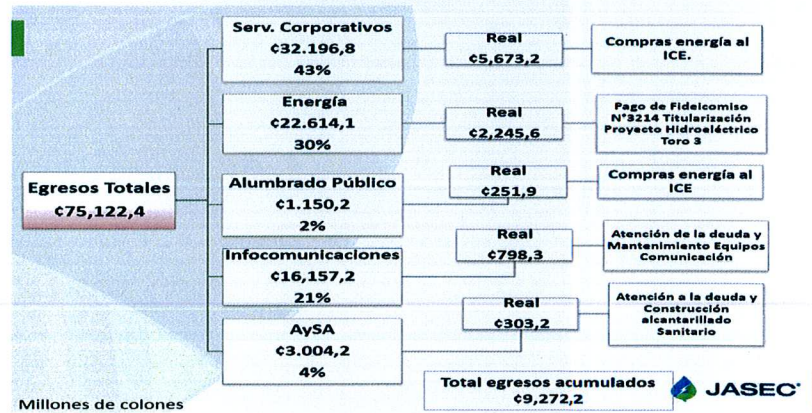 Serv. Corporativos
¢32.196,8
43%
Real
¢5,673,2
Compras energía al
ICE.
Energía
¢22.614,1
30%
Real
¢2,245,6
Pago de Fideicomiso
N°3214 Titularización
Proyecto Hidroeléctrico
Toro 3
Egresos Totales
¢75,122,4
Alumbrado Público
¢1.150,2
2%
Real
¢251,9
Compras energía al
ICE
Infocomunicaciones
¢16,157,2
21%
Real
¢798,3
Atención de la deuda y
Mantenimiento Equipos
Comunicación
AySA
¢3.004,2
4%
Real
¢303,2
Atención a la deuda y
Construcción
alcantarillado
Sanitario
Total egresos acumulados
¢9,272,2
JASEC
Millones de colones